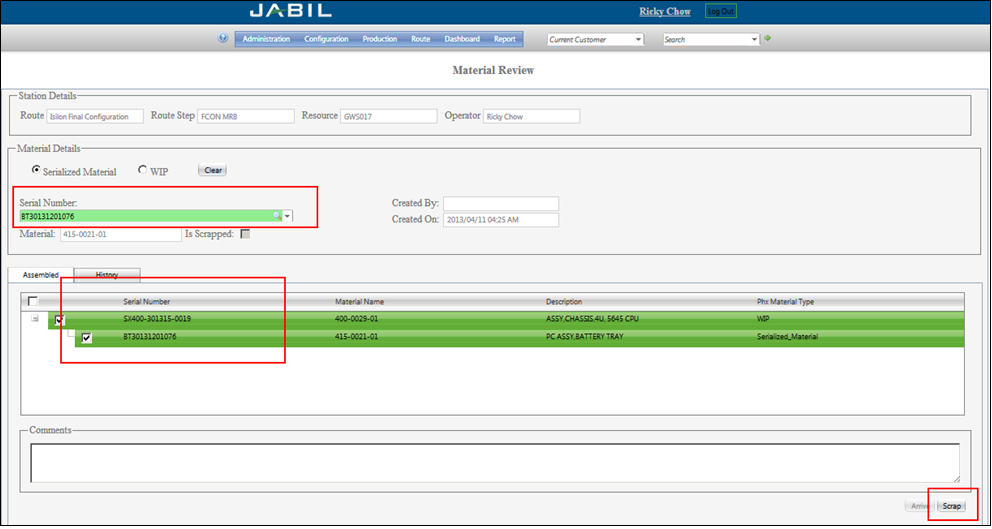 JABIL
Ricky Chow Log Out
Administration Configuration Production Route Dashboard Report Current Customer Search
Material Review
Station Details
Route Isilon Final Configuration Route Step FCON MRB Resource GWS017 Operator Ricky Chow
Material Details
Serialized Material WIP Clear
Serial Number: Created By:
BT30131201076 Created On: 2013/04/11 04:25 AM
Material: 415-0021-01 Is Scrapped:
Assembled History
Serial Number Material Name Description Phx Material Type
SX400-301315-0019 400-0029-01 ASSY,CHASSIS,4U, 5645 CPU WIP
BT30131201076 415-0021-01 PC ASSY,BATTERY TRAY Serialized_Material
Comments
Scrap